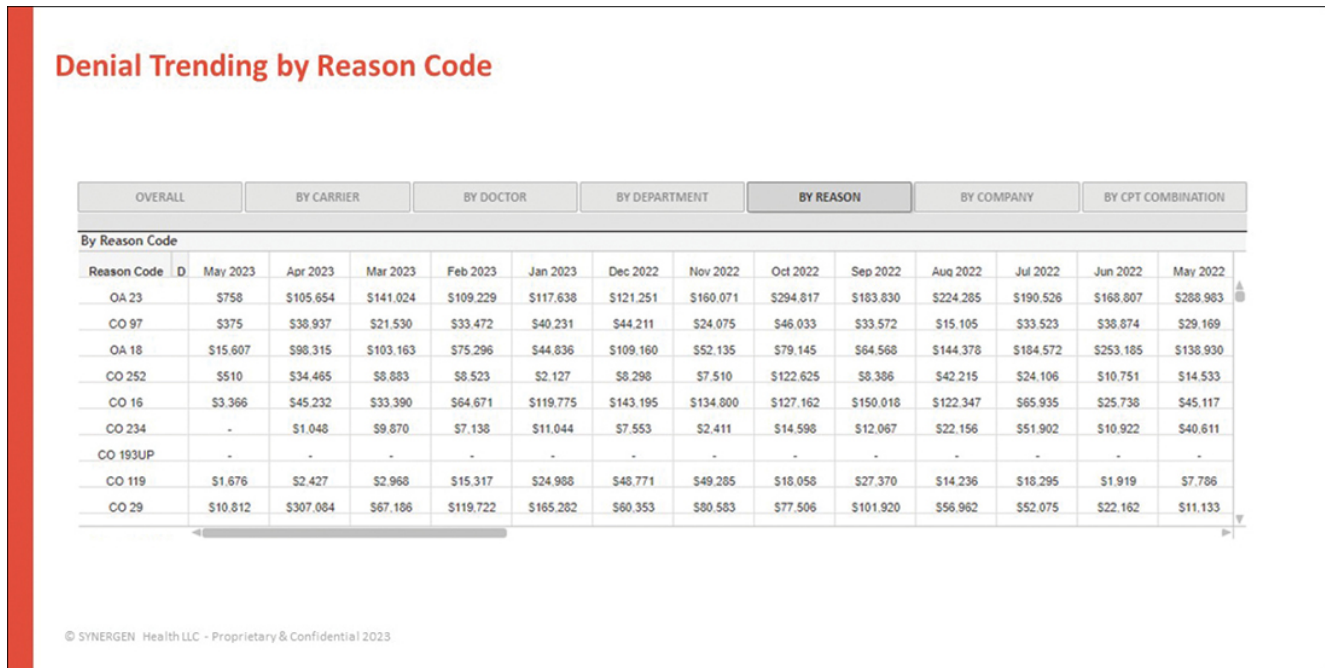 Denial Trending by Reason Code
OVERALL BY CARRIER BY DOCTOR BY DEPARTMENT BY REASON BY COMPANY BY CPT COMBINATION
By Reason Code
Reason Code D May 2023 Apr 2023 Mar 2023 Feb 2023 Jan 2023 Dec 2022 Nov 2022 Oct 2022 Sep 2022 Aug 2022 Jul 2022 Jun 2022 May 2022
OA 23 $758 $105,654 $141,024 $109,229 $117,638 $121,251 $160,071 $294,817 $183,830 $224,285 $190,526 $168,807 $288,983
CO 97 $375 $38,937 $21,530 $33,472 $40,231 $44,211 $24,075 $46,033 $33,572 $15,105 $33,523 $38,874 $29,169
OA 18 $15,607 $98,315 $103,163 $75,296 $44,836 $109,160 $52,135 $79,145 $64,568 $144,378 $184,572 $253,185 $138,930
CO 252 $510 $34,465 $8,883 $8,523 $2,127 $8,298 $7,510 $122,625 $8,386 $42,215 $24,106 $10,751 $14,533
CO 16 $3,366 $45,232 $33,390 $64,671 $119,775 $143,195 $134,800 $127,162 $150,018 $122,347 $65,935 $25,738 $45,117
CO 234 - $1,048 $9,870 $7,138 $11,044 $7,553 $2,411 $14,598 $12,067 $22,156 $51,902 $10,922 $40,611
CO 193UP - - - - - - - - - - - - -
CO 119 $1,676 $2,427 $2,968 $15,317 $24,988 $48,771 $49,285 $18,058 $27,370 $14,236 $18,295 $1,919 $7,786
CO 29 $10,812 $307,084 $67,186 $119,722 $165,282 $60,353 $80,583 $77,506 $101,920 $56,962 $52,075 $22,162 $11,133
© SYNERGEN Health LLC - Proprietary & Confidential 2023